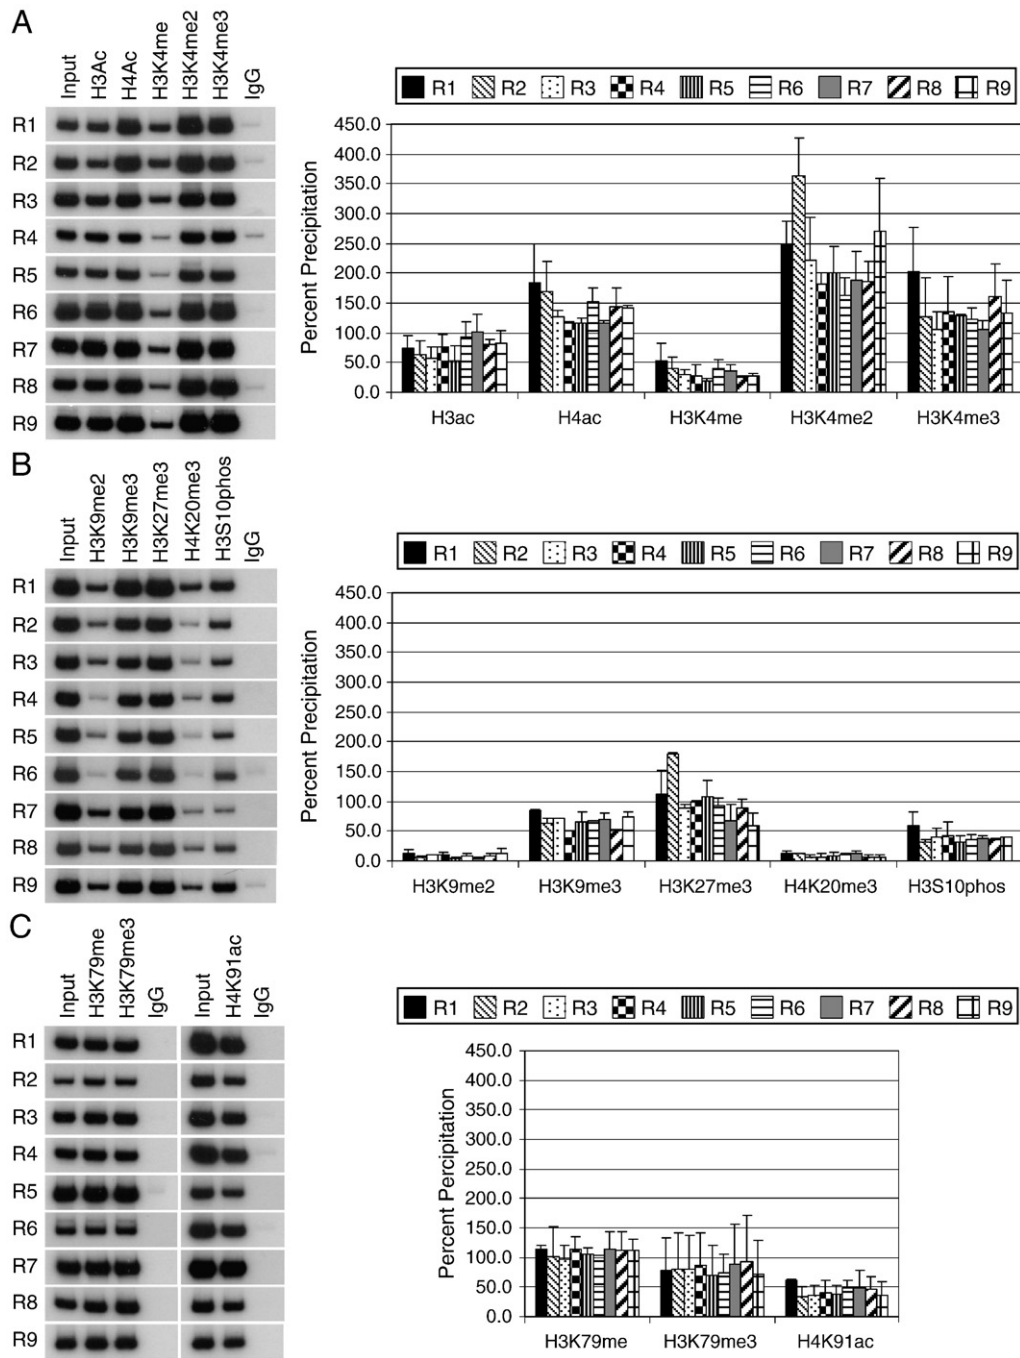 A
Input H3Ac H4Ac H3K4me H3K4me2 H3K4me3 IgG
R1
R2
R3
R4
R5
R6
R7
R8
R9
R1 R2 R3 R4 R5 R6 R7 R8 R9
Percent Precipitation
450.0
400.0
350.0
300.0
250.0
200.0
150.0
100.0
50.0
0.0
H3ac H4ac H3K4me H3K4me2 H3K4me3
B
Input H3K9me2 H3K9me3 H3K27me3 H4K20me3 H3S10phos IgG
R1
R2
R3
R4
R5
R6
R7
R8
R9
R1 R2 R3 R4 R5 R6 R7 R8 R9
Percent Precipitation
450.0
400.0
350.0
300.0
250.0
200.0
150.0
100.0
50.0
0.0
H3K9me2 H3K9me3 H3K27me3 H4K20me3 H3S10phos
C
Input H3K79me H3K79me3 IgG Input H4K91ac IgG
R1
R2
R3
R4
R5
R6
R7
R8
R9
R1 R2 R3 R4 R5 R6 R7 R8 R9
Percent Percipitation
450.0
400.0
350.0
300.0
250.0
200.0
150.0
100.0
50.0
0.0
H3K79me H3K79me3 H4K91ac